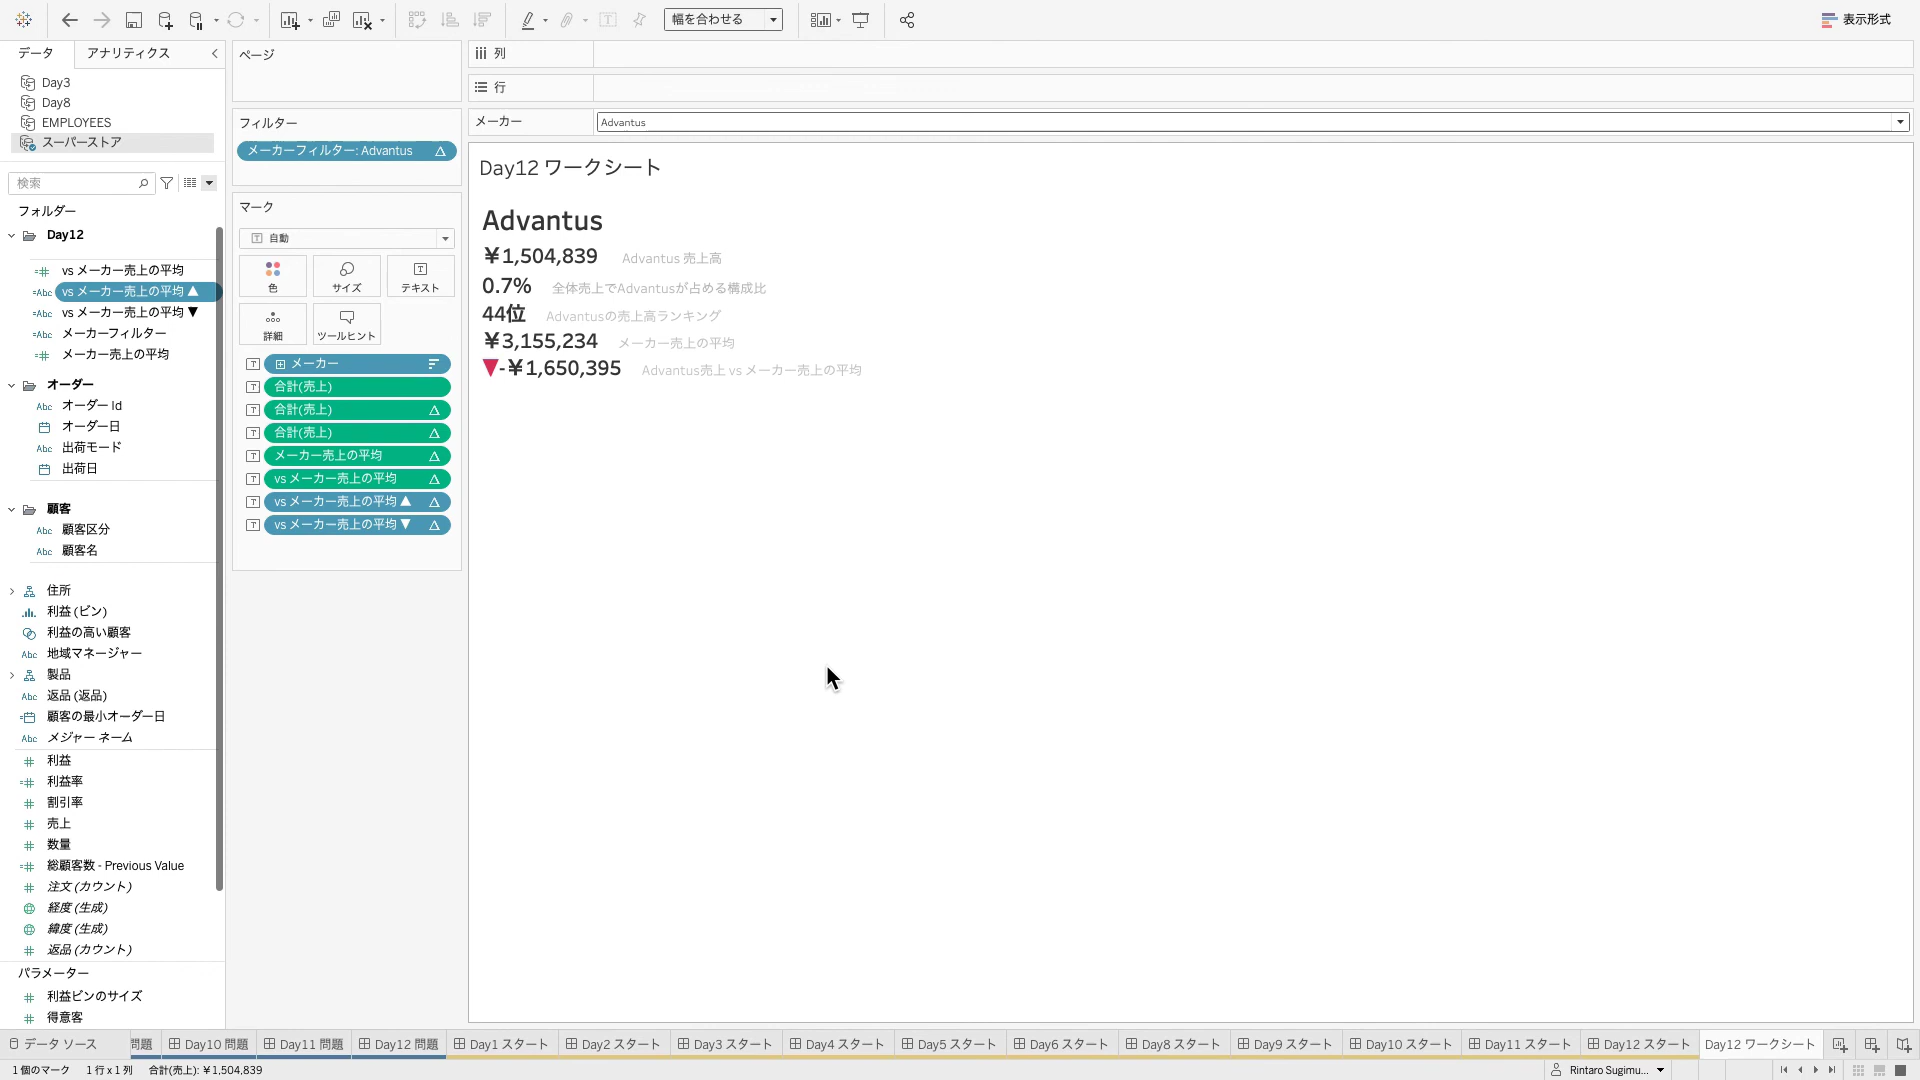 幅を合わせる
表示形式
データ
アナリティクス
Day3
Day8
EMPLOYEES
スーパーストア
検索
フォルダー
Day12
vs メーカー売上の平均
vs メーカー売上の平均 ▲
vs メーカー売上の平均 ▼
メーカーフィルター
メーカー売上の平均
オーダー
オーダー Id
オーダー日
出荷モード
出荷日
顧客
顧客区分
顧客名
住所
利益 (ビン)
利益の高い顧客
地域マネージャー
製品
返品 (返品)
顧客の最小オーダー日
メジャー ネーム
利益
利益率
割引率
売上
数量
総顧客数 - Previous Value
注文 (カウント)
経度 (生成)
緯度 (生成)
返品 (カウント)
パラメーター
利益ビンのサイズ
得意客
ページ
フィルター
メーカーフィルター: Advantus
マーク
自動
色
サイズ
テキスト
詳細
ツールヒント
メーカー
合計(売上)
合計(売上)
合計(売上)
メーカー売上の平均
vs メーカー売上の平均
vs メーカー売上の平均 ▲
vs メーカー売上の平均 ▼
列
行
メーカー
Advantus
Day12 ワークシート
Advantus
¥1,504,839 Advantus 売上高
0.7% 全体売上でAdvantusが占める構成比
44位 Advantusの売上高ランキング
¥3,155,234 メーカー売上の平均
▼-¥1,650,395 Advantus売上 vs メーカー売上の平均
データ ソース
問題
Day10 問題
Day11 問題
Day12 問題
Day1 スタート
Day2 スタート
Day3 スタート
Day4 スタート
Day5 スタート
Day6 スタート
Day8 スタート
Day9 スタート
Day10 スタート
Day11 スタート
Day12 スタート
Day12 ワークシート
1 個のマーク 1 行 x 1 列 合計(売上): ¥1,504,839
Rintaro Sugimu...